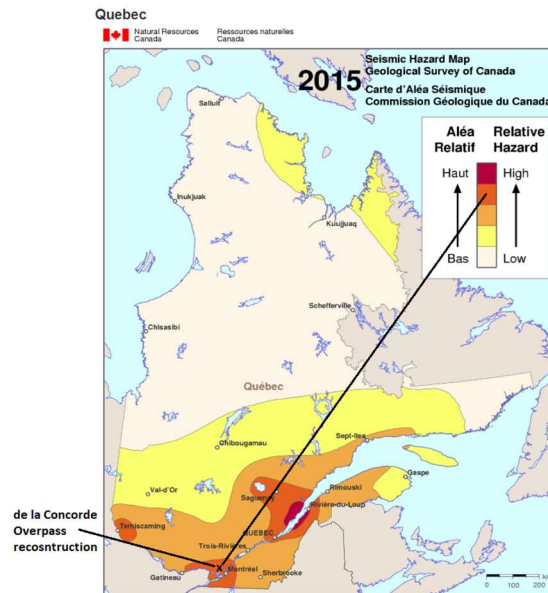 Quebec
Natural Resources Canada
Ressources naturelles Canada
2015
Seismic Hazard Map
Geological Survey of Canada
Carte d'Aléa Séismique
Commission Géologique du Canada
Aléa Relatif
Relative Hazard
Haut
High
Bas
Low
Salluit
Inukjuak
Kuujjuaq
Schefferville
Chisasibi
Québec
Sept-Iles
Chibougamau
Gaspe
Val-d'Or
Saguenay
Rimouski
Rivière-du-Loup
de la Concorde
Overpass
recosntruction
Temiscaming
QUEBEC
Trois-Rivières
X
Montréal
Gatineau
Sherbrooke
0
100
200